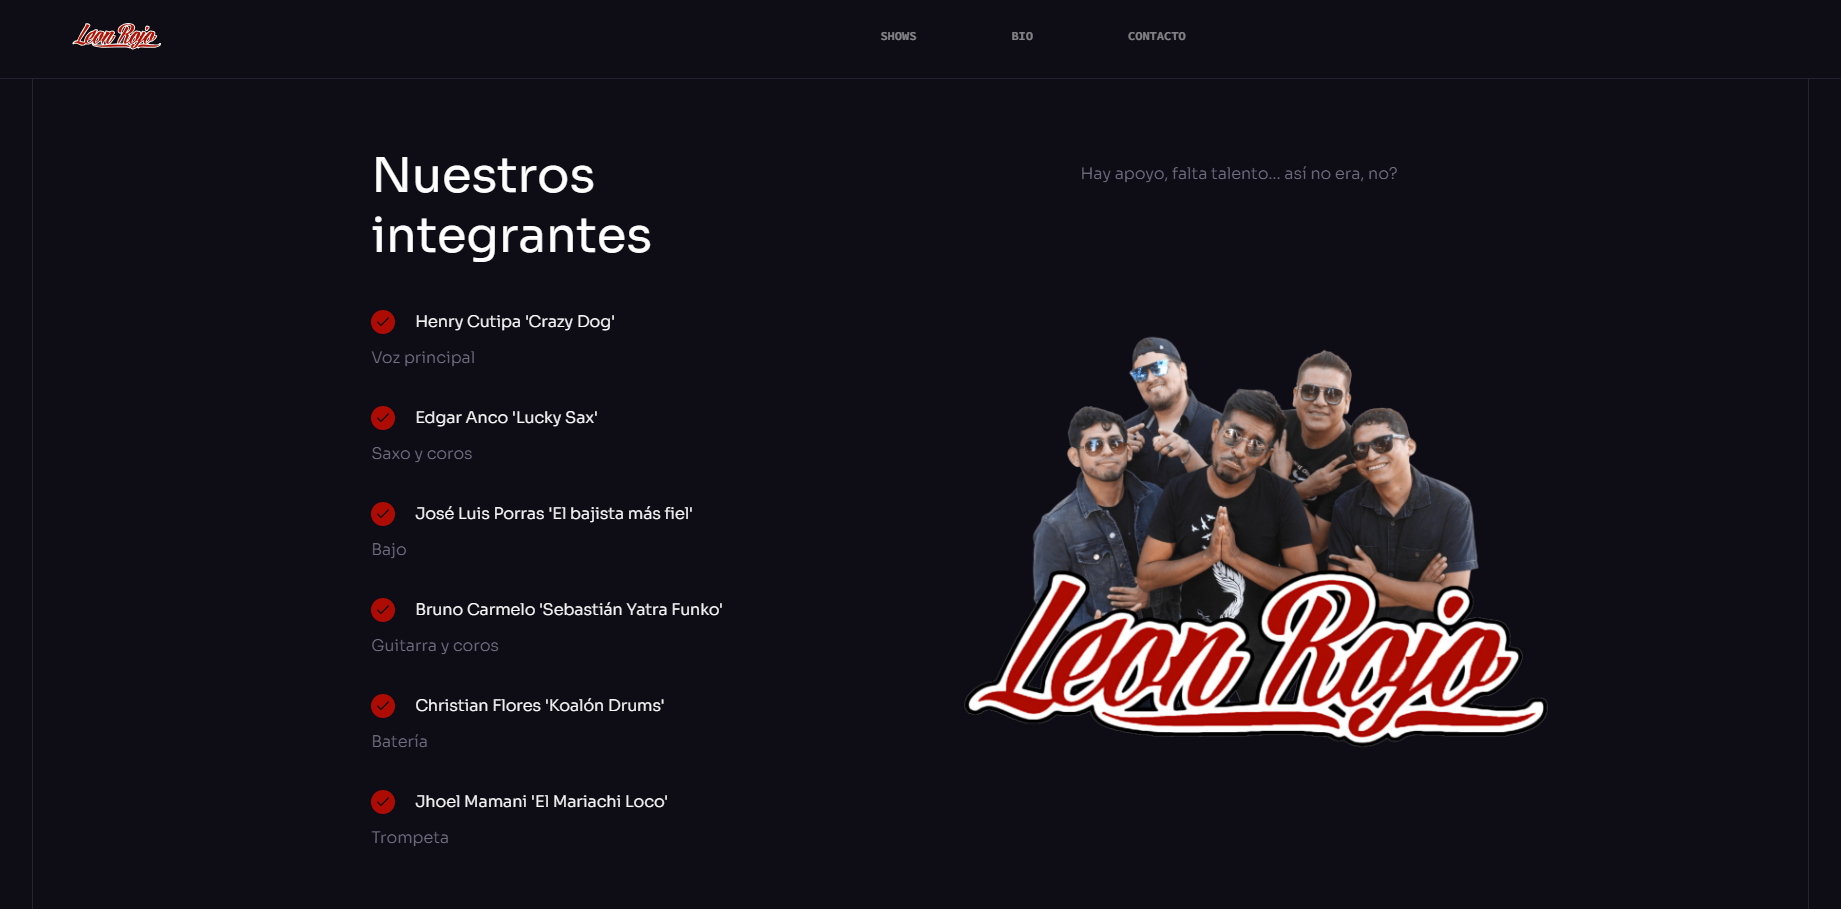 Leon Rojo
SHOWS
BIO
CONTACTO
Nuestros
integrantes
Henry Cutipa 'Crazy Dog'
Voz principal
Edgar Anco 'Lucky Sax'
Saxo y coros
José Luis Porras 'El bajista más fiel'
Bajo
Bruno Carmelo 'Sebastián Yatra Funko'
Guitarra y coros
Christian Flores 'Koalón Drums'
Batería
Jhoel Mamani 'El Mariachi Loco'
Trompeta
Hay apoyo, falta talento... así no era, no?
Leon Rojo